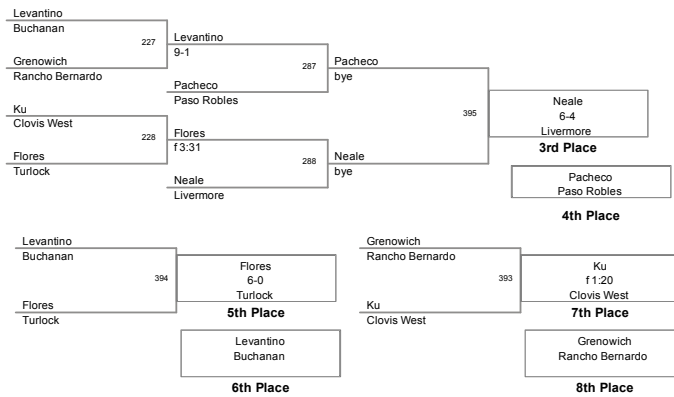 Levantino
Buchanan
227
Grenowich
Rancho Bernardo
Levantino
9-1
287
Pacheco
Paso Robles
Pacheco
bye
Ku
Clovis West
228
Flores
Turlock
Flores
f 3:31
288
Neale
Livermore
Neale
bye
395
Neale
6-4
Livermore
3rd Place
Pacheco
Paso Robles
4th Place
Levantino
Buchanan
394
Flores
Turlock
Flores
6-0
Turlock
5th Place
Levantino
Buchanan
6th Place
Grenowich
Rancho Bernardo
393
Ku
Clovis West
Ku
f 1:20
Clovis West
7th Place
Grenowich
Rancho Bernardo
8th Place